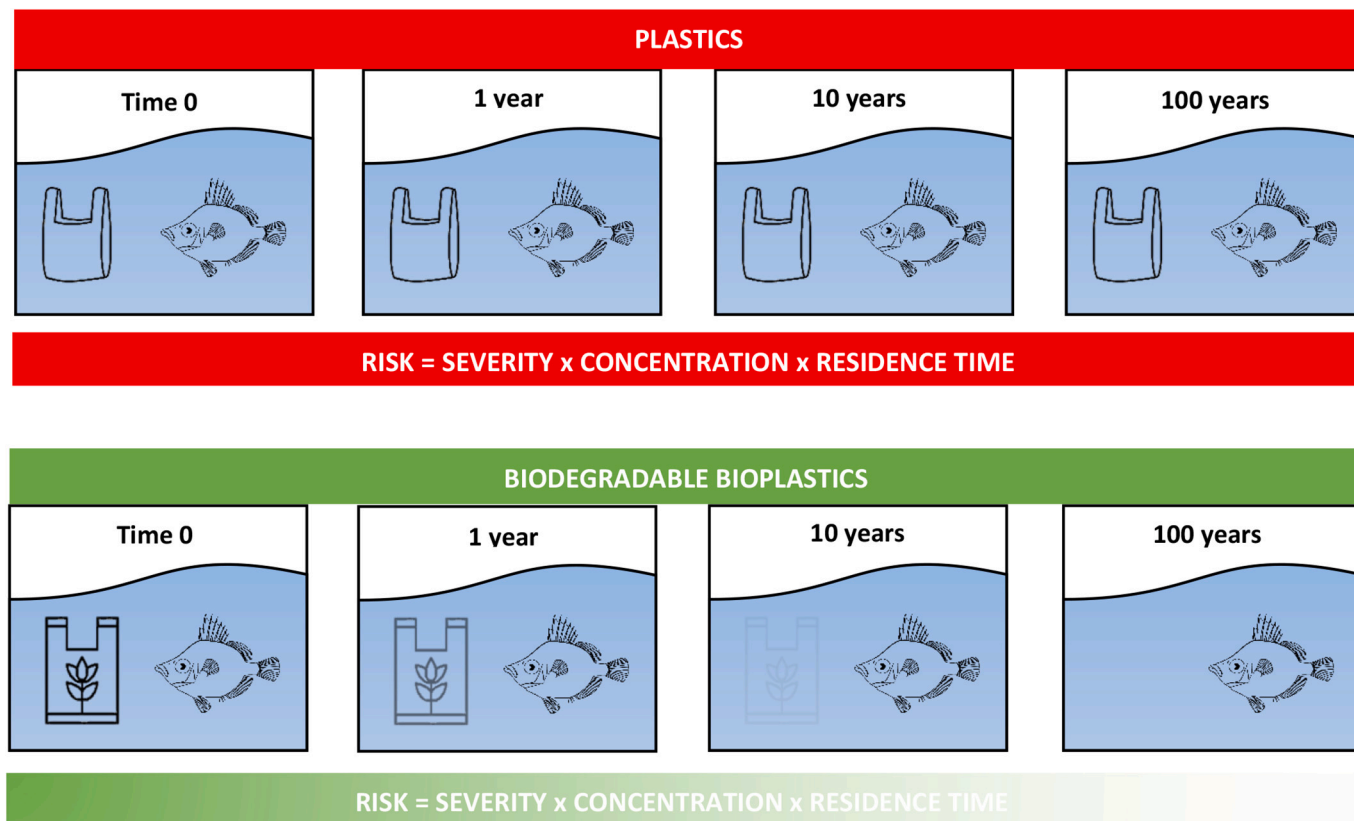 PLASTICS
Time 0
1 year
10 years
100 years
RISK = SEVERITY x CONCENTRATION x RESIDENCE TIME
BIODEGRADABLE BIOPLASTICS
Time 0
1 year
10 years
100 years
RISK = SEVERITY x CONCENTRATION x RESIDENCE TIME